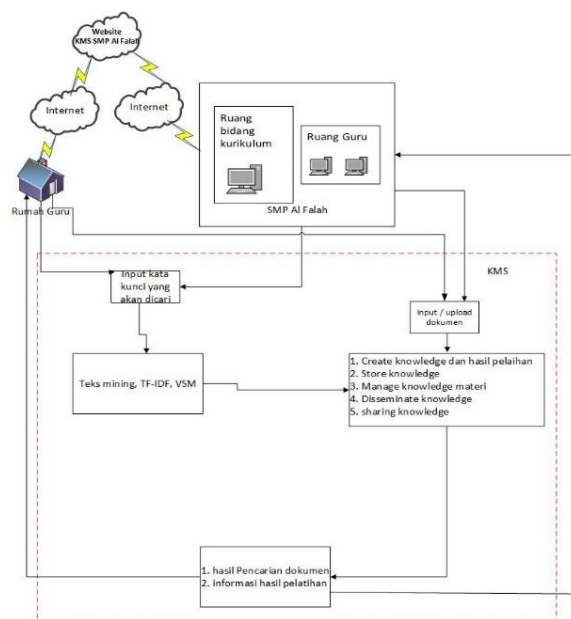 Website
KMS SMP Al Falah
Internet
Internet
Ruang
bidang
kurikulum
Ruang Guru
SMP Al Falah
Rumah Guru
KMS
Input kata
kunci yang
akan dicari
Input / upload
dokumen
Teks mining, TF-IDF, VSM
1. Create knowledge dan hasil pelaihan
2. Store knowledge
3. Manage knowledge materi
4. Disseminate knowledge
5. sharing knowledge
1. hasil Pencarian dokumen
2. informasi hasil pelatihan